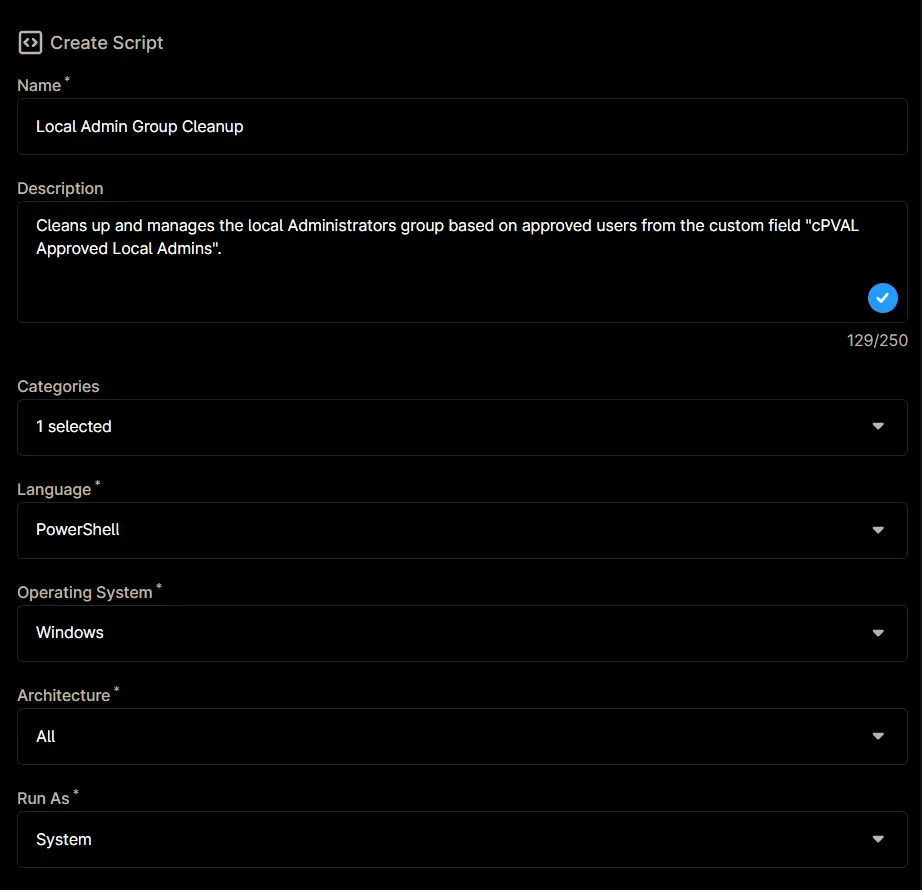 Create Script
Name *
Local Admin Group Cleanup
Description
Cleans up and manages the local Administrators group based on approved users from the custom field "cPVAL
Approved Local Admins".
129/250
Categories
1 selected
Language *
PowerShell
Operating System *
Windows
Architecture *
All
Run As *
System